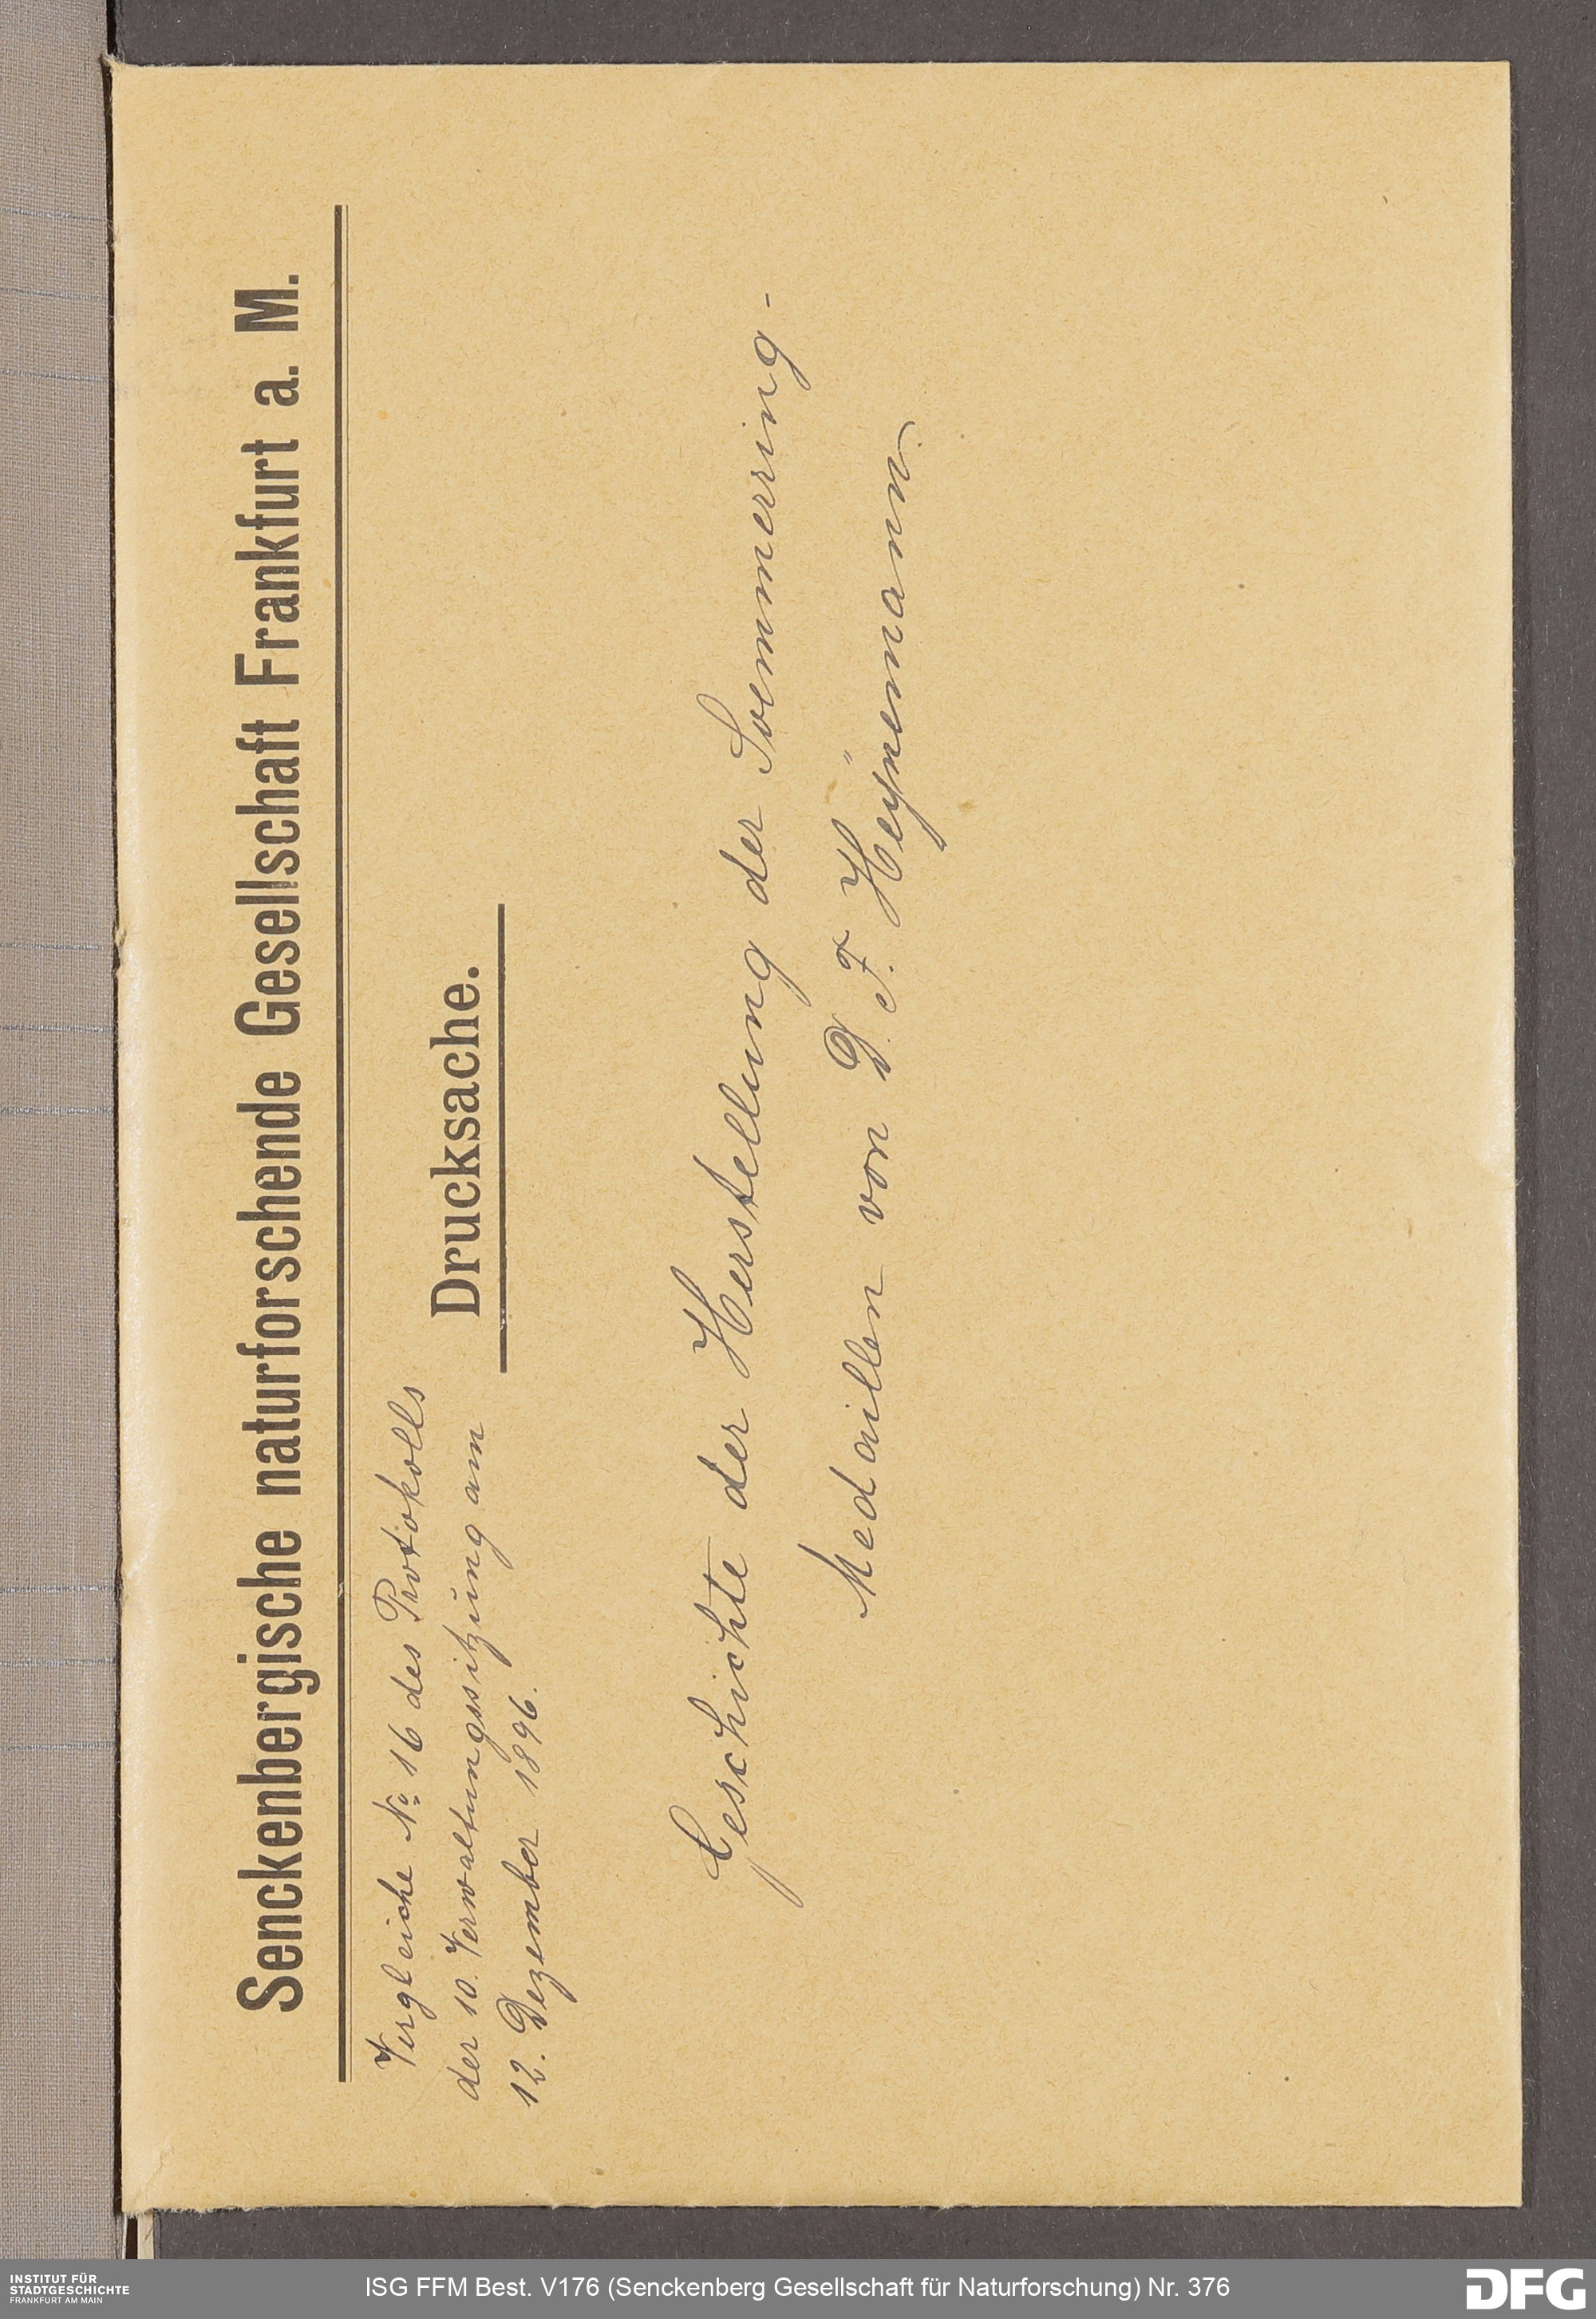 Senckenbergische naturforschende Gesellschaft Frankfurt a. M.
Vergleiche No 16 des Protokolls
der 10. Verwaltungssitzung am
12. Dezember 1896.
Drucksache.
Geschichte der Herstellung der Soemmerring-
Medaillen von D. F. Heÿnemann.
INSTITUT FÜR
STADTGESCHICHTE
FRANKFURT AM MAIN
ISG FFM Best. V176 (Senckenberg Gesellschaft für Naturforschung) Nr. 376
DFG